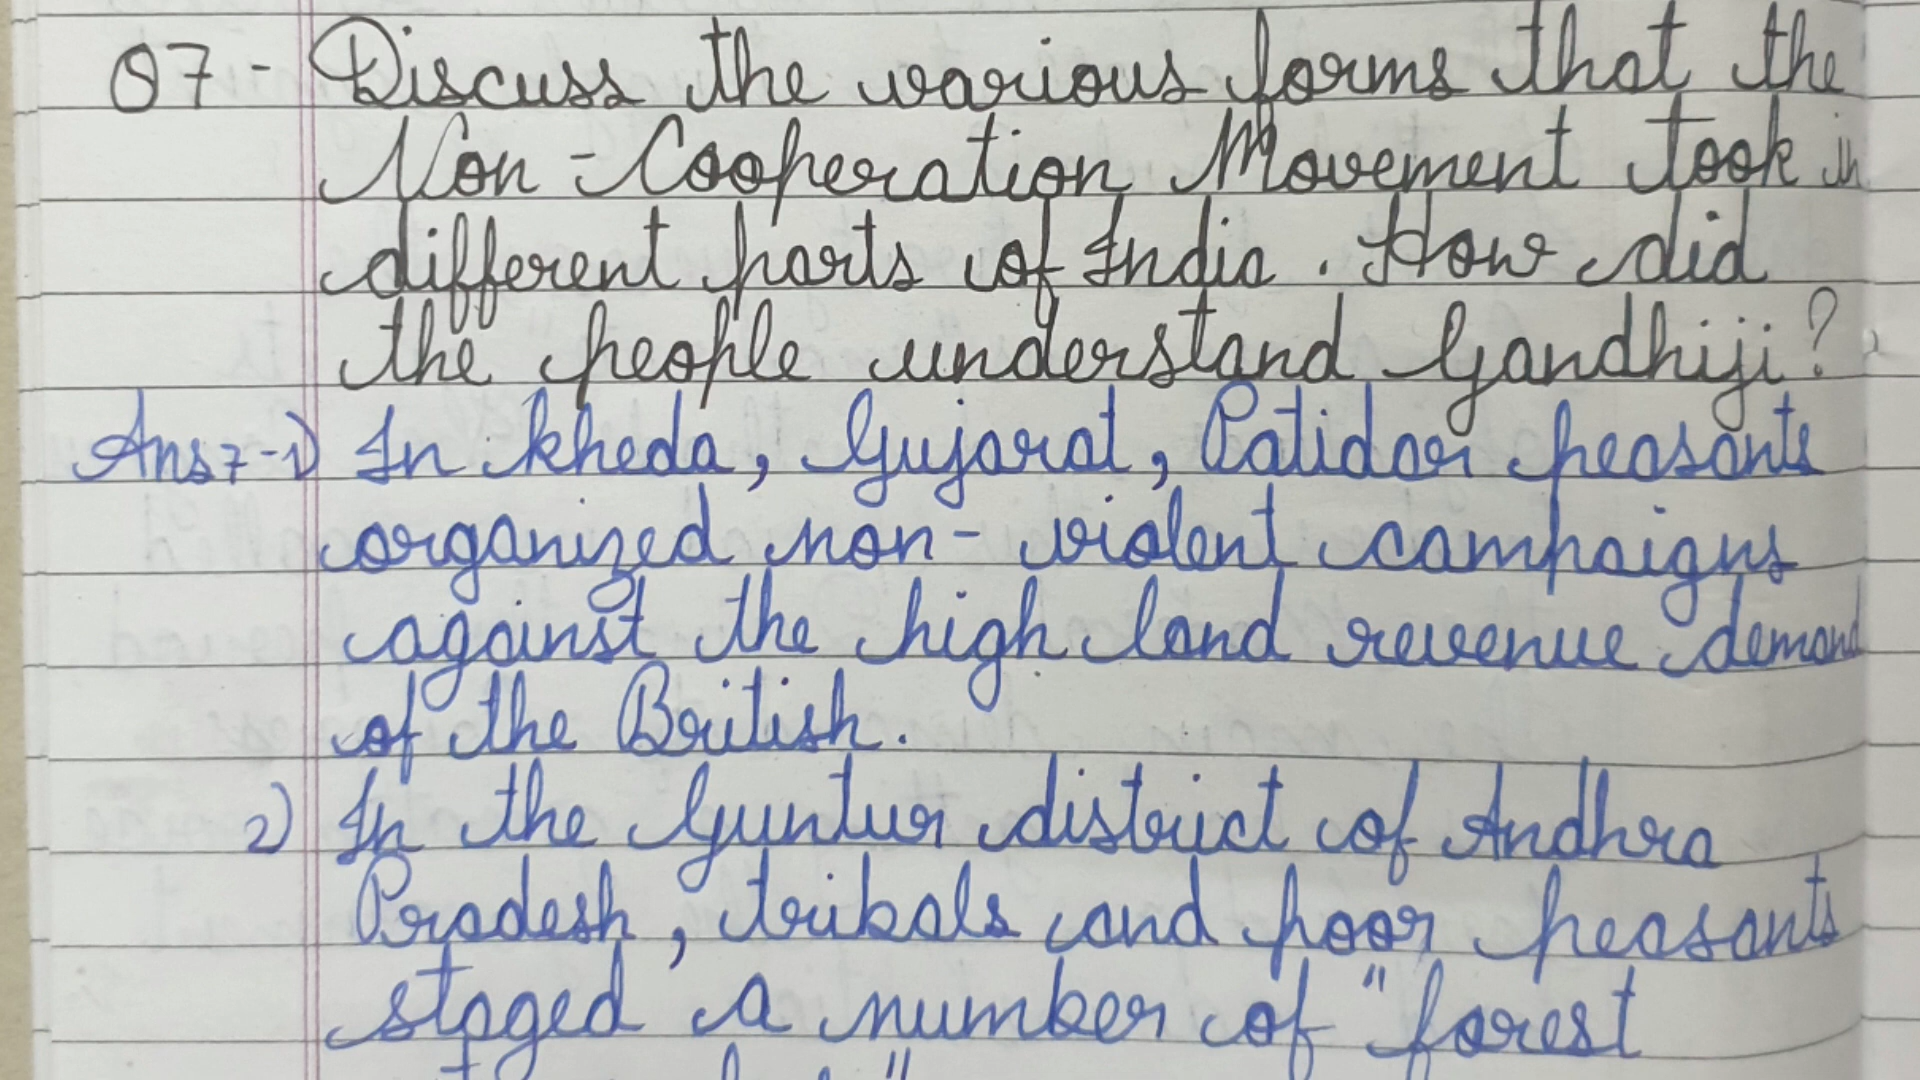 Q7- Discuss the various forms that the
Non-Cooperation Movement took in
different parts of India. How did
the people understand Gandhiji?
Ans7-1) In Kheda, Gujarat, Patidar peasants
organized non-violent campaigns
against the high land revenue demand
of the British.
2) In the Guntur district of Andhra
Pradesh, tribals and poor peasants
staged a number of "forest